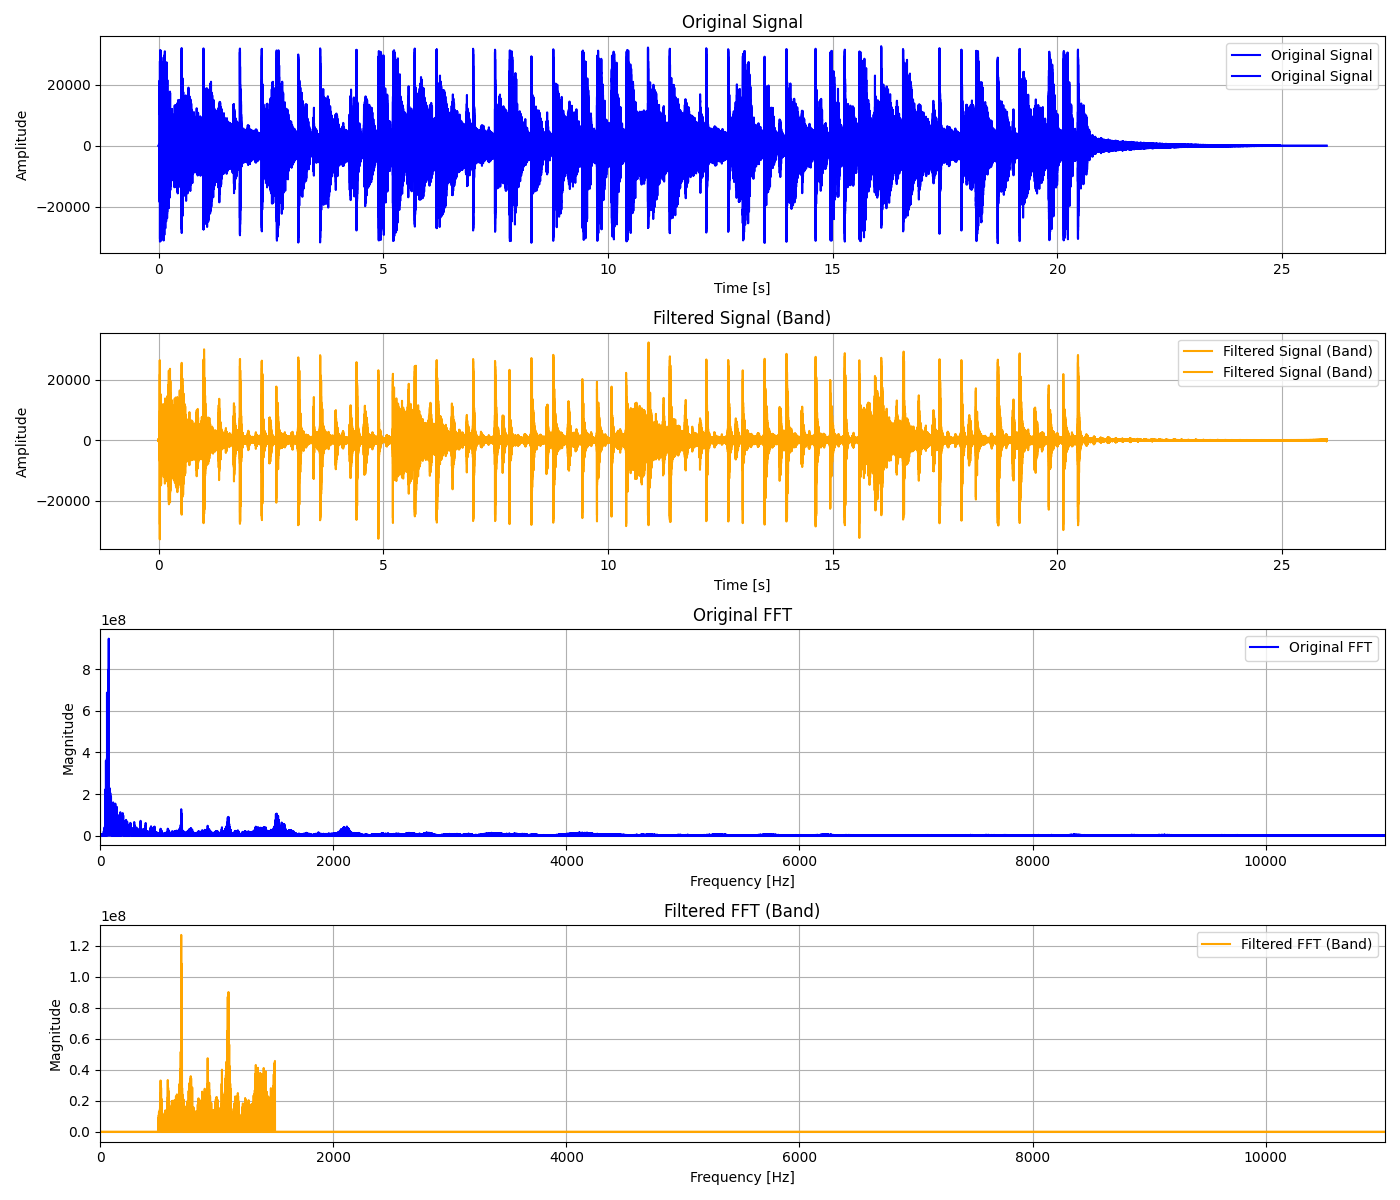 Original Signal
Original Signal
Original Signal
20000
0
−20000
Amplitude
0 5 10 15 20 25
Time [s]
Filtered Signal (Band)
Filtered Signal (Band)
Filtered Signal (Band)
20000
0
−20000
Amplitude
0 5 10 15 20 25
Time [s]
Original FFT
1e8
Original FFT
8
6
4
2
0
Magnitude
0 2000 4000 6000 8000 10000
Frequency [Hz]
Filtered FFT (Band)
1e8
Filtered FFT (Band)
1.2
1.0
0.8
0.6
0.4
0.2
0.0
Magnitude
0 2000 4000 6000 8000 10000
Frequency [Hz]